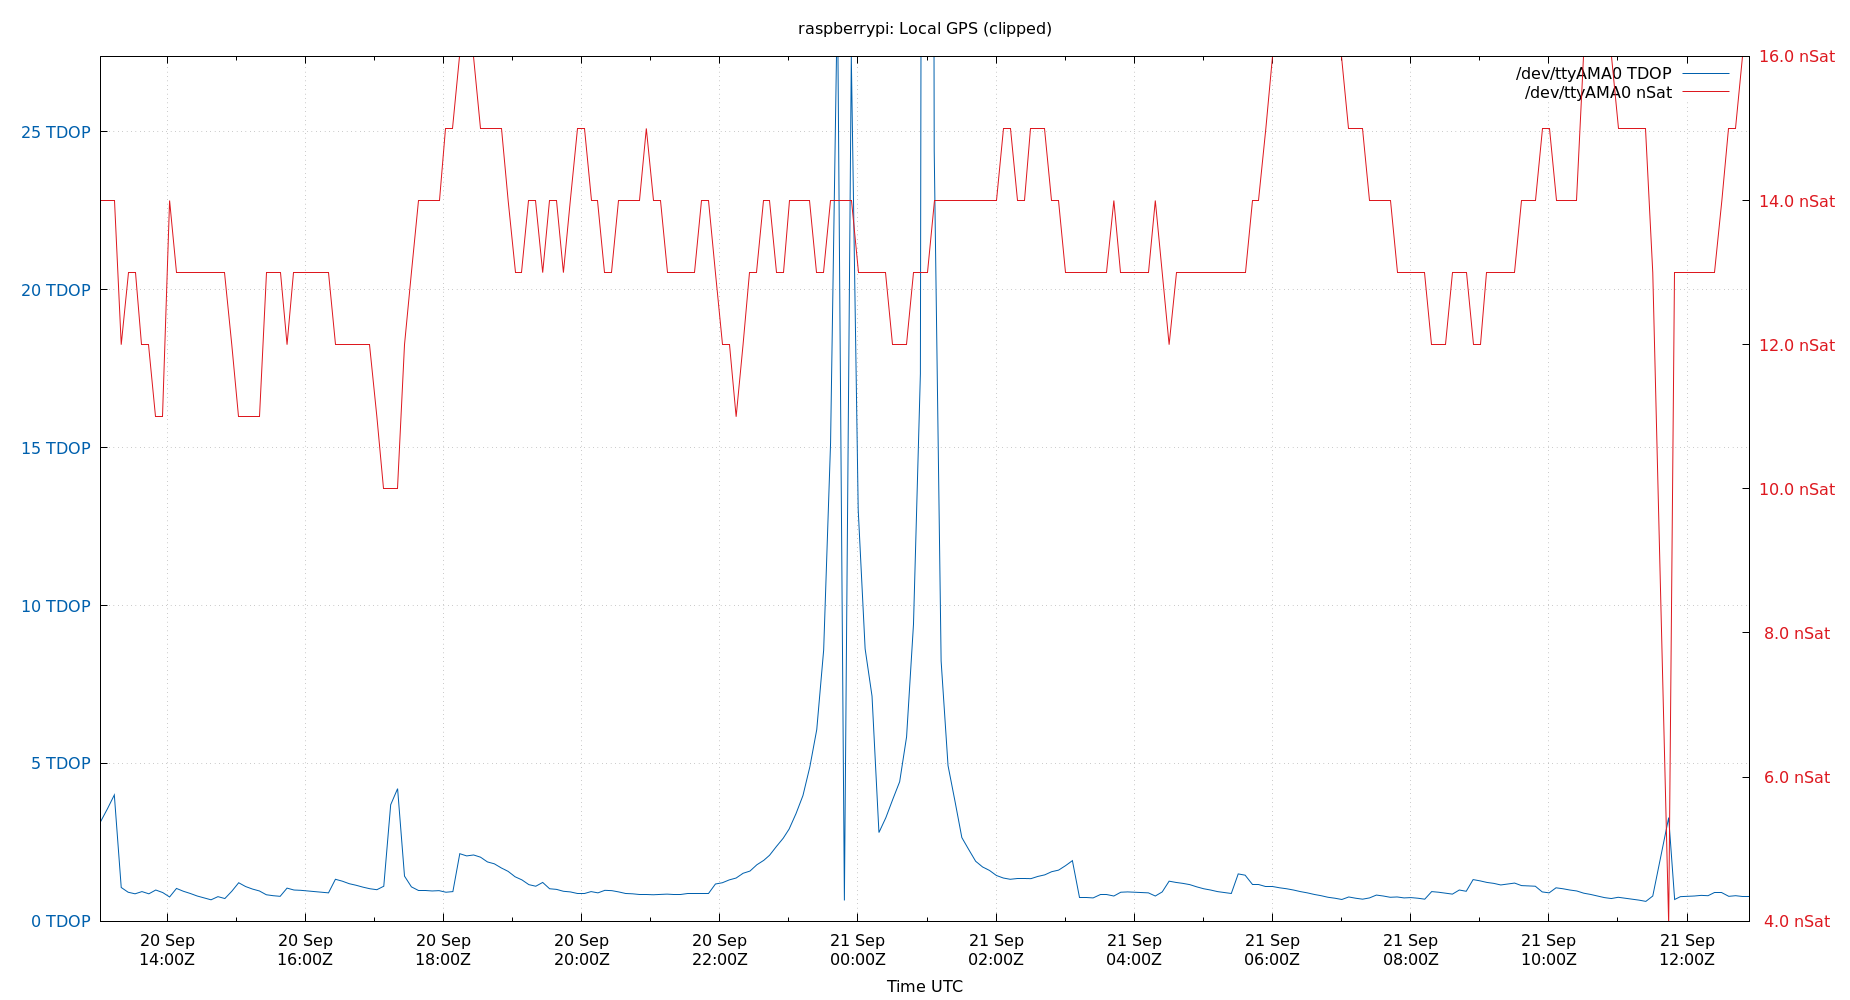 raspberrypi: Local GPS (clipped)
16.0 nSat
/dev/ttyAMA0 TDOP
/dev/ttyAMA0 nSat
25 TDOP
14.0 nSat
20 TDOP
12.0 nSat
15 TDOP
10.0 nSat
10 TDOP
8.0 nSat
5 TDOP
6.0 nSat
0 TDOP
4.0 nSat
20 Sep 20 Sep 20 Sep 20 Sep 20 Sep 21 Sep 21 Sep 21 Sep 21 Sep 21 Sep 21 Sep 21 Sep
14:00Z 16:00Z 18:00Z 20:00Z 22:00Z 00:00Z 02:00Z 04:00Z 06:00Z 08:00Z 10:00Z 12:00Z
Time UTC